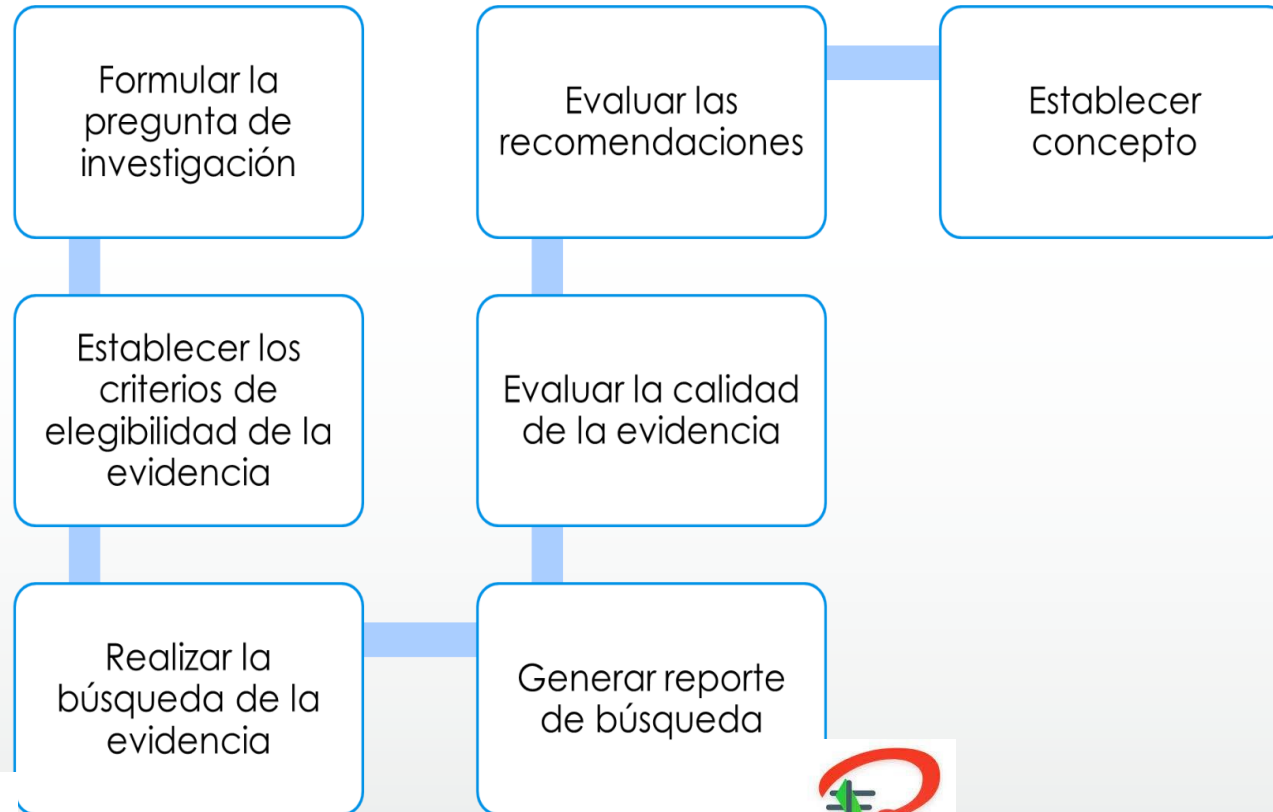 Formular la
pregunta de
investigación
Establecer los
criterios de
elegibilidad de la
evidencia
Realizar la
búsqueda de la
evidencia
Generar reporte
de búsqueda
Evaluar la calidad
de la evidencia
Evaluar las
recomendaciones
Establecer
concepto